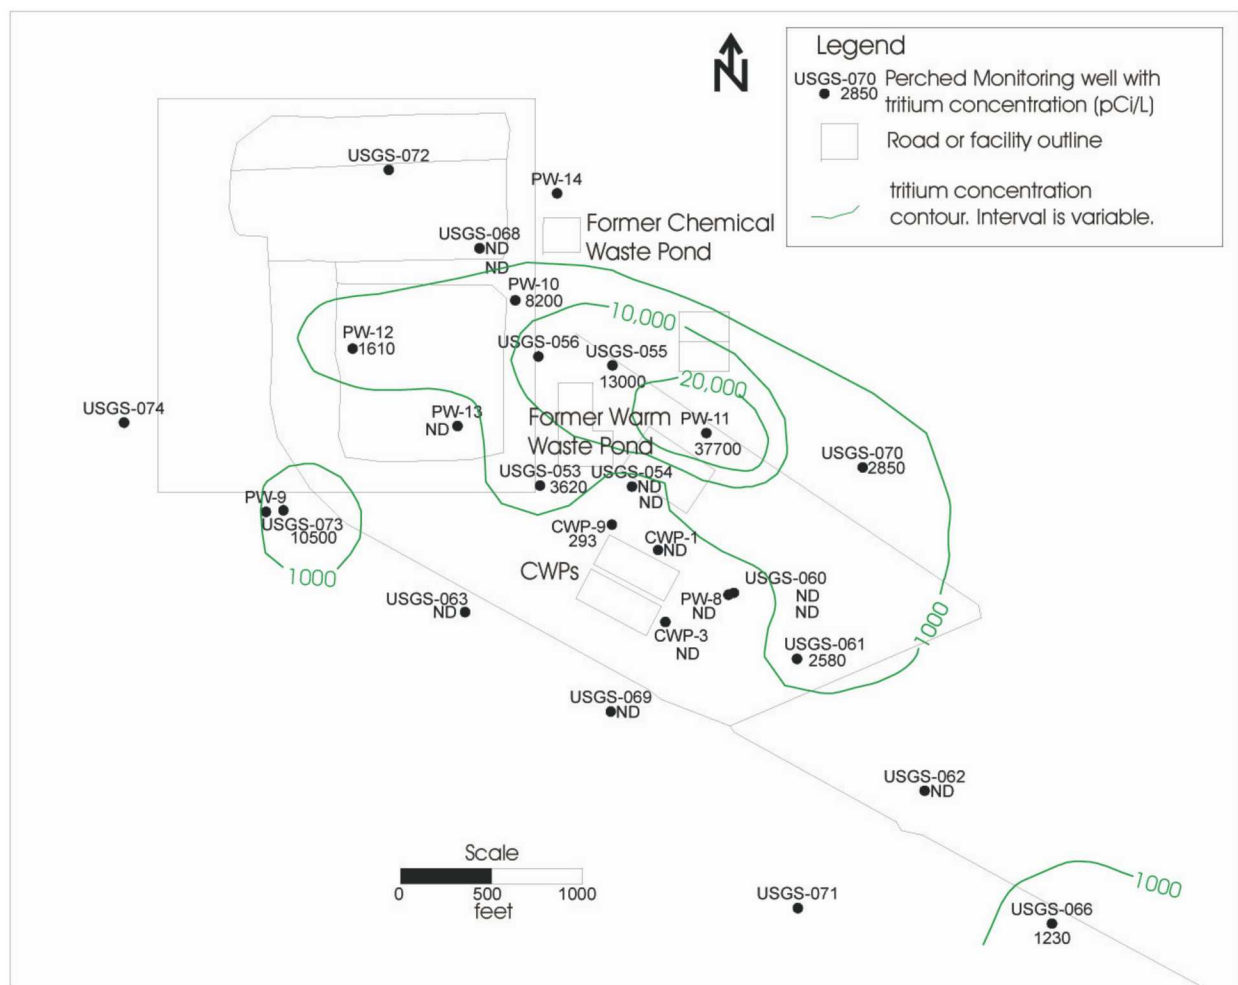 N
Legend
USGS-070
2850
Perched Monitoring well with
tritium concentration (pCi/L)
Road or facility outline
tritium concentration
contour. Interval is variable.
USGS-072
PW-14
USGS-068
ND
ND
Former Chemical
Waste Pond
PW-10
8200
10,000
PW-12
1610
USGS-056
USGS-055
13000
20,000
USGS-074
PW-13
ND
Former Warm
Waste Pond
PW-11
37700
USGS-070
2850
USGS-053
3620
USGS-054
ND
ND
PW-9
USGS-073
10500
1000
CWP-9
293
CWP-1
ND
CWPs
USGS-063
ND
PW-8
ND
USGS-060
ND
ND
CWP-3
ND
USGS-061
2580
1000
USGS-069
ND
USGS-062
ND
Scale
0
500
1000
feet
USGS-071
1000
USGS-066
1230